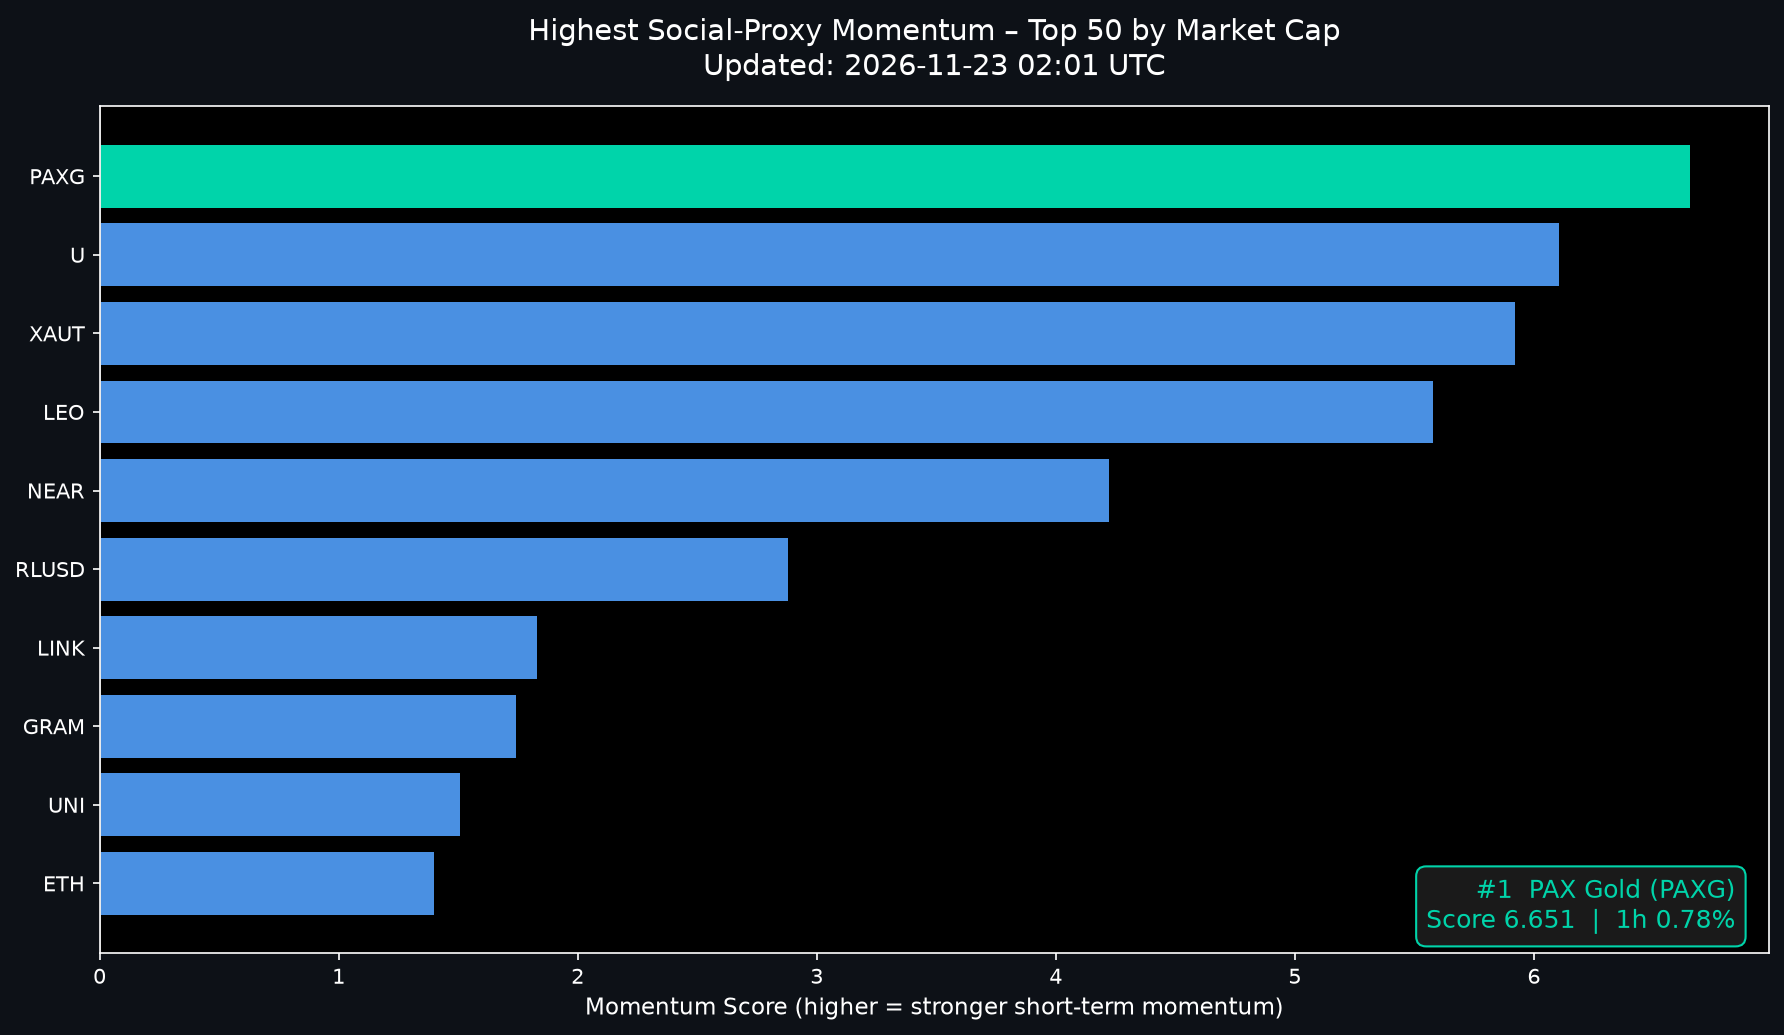 Highest Social-Proxy Momentum – Top 50 by Market Cap
Updated: 2026-11-23 02:01 UTC
PAXG
U
XAUT
LEO
NEAR
RLUSD
LINK
GRAM
UNI
ETH
#1  PAX Gold (PAXG)
Score 6.651  |  1h 0.78%
0 1 2 3 4 5 6
Momentum Score (higher = stronger short-term momentum)